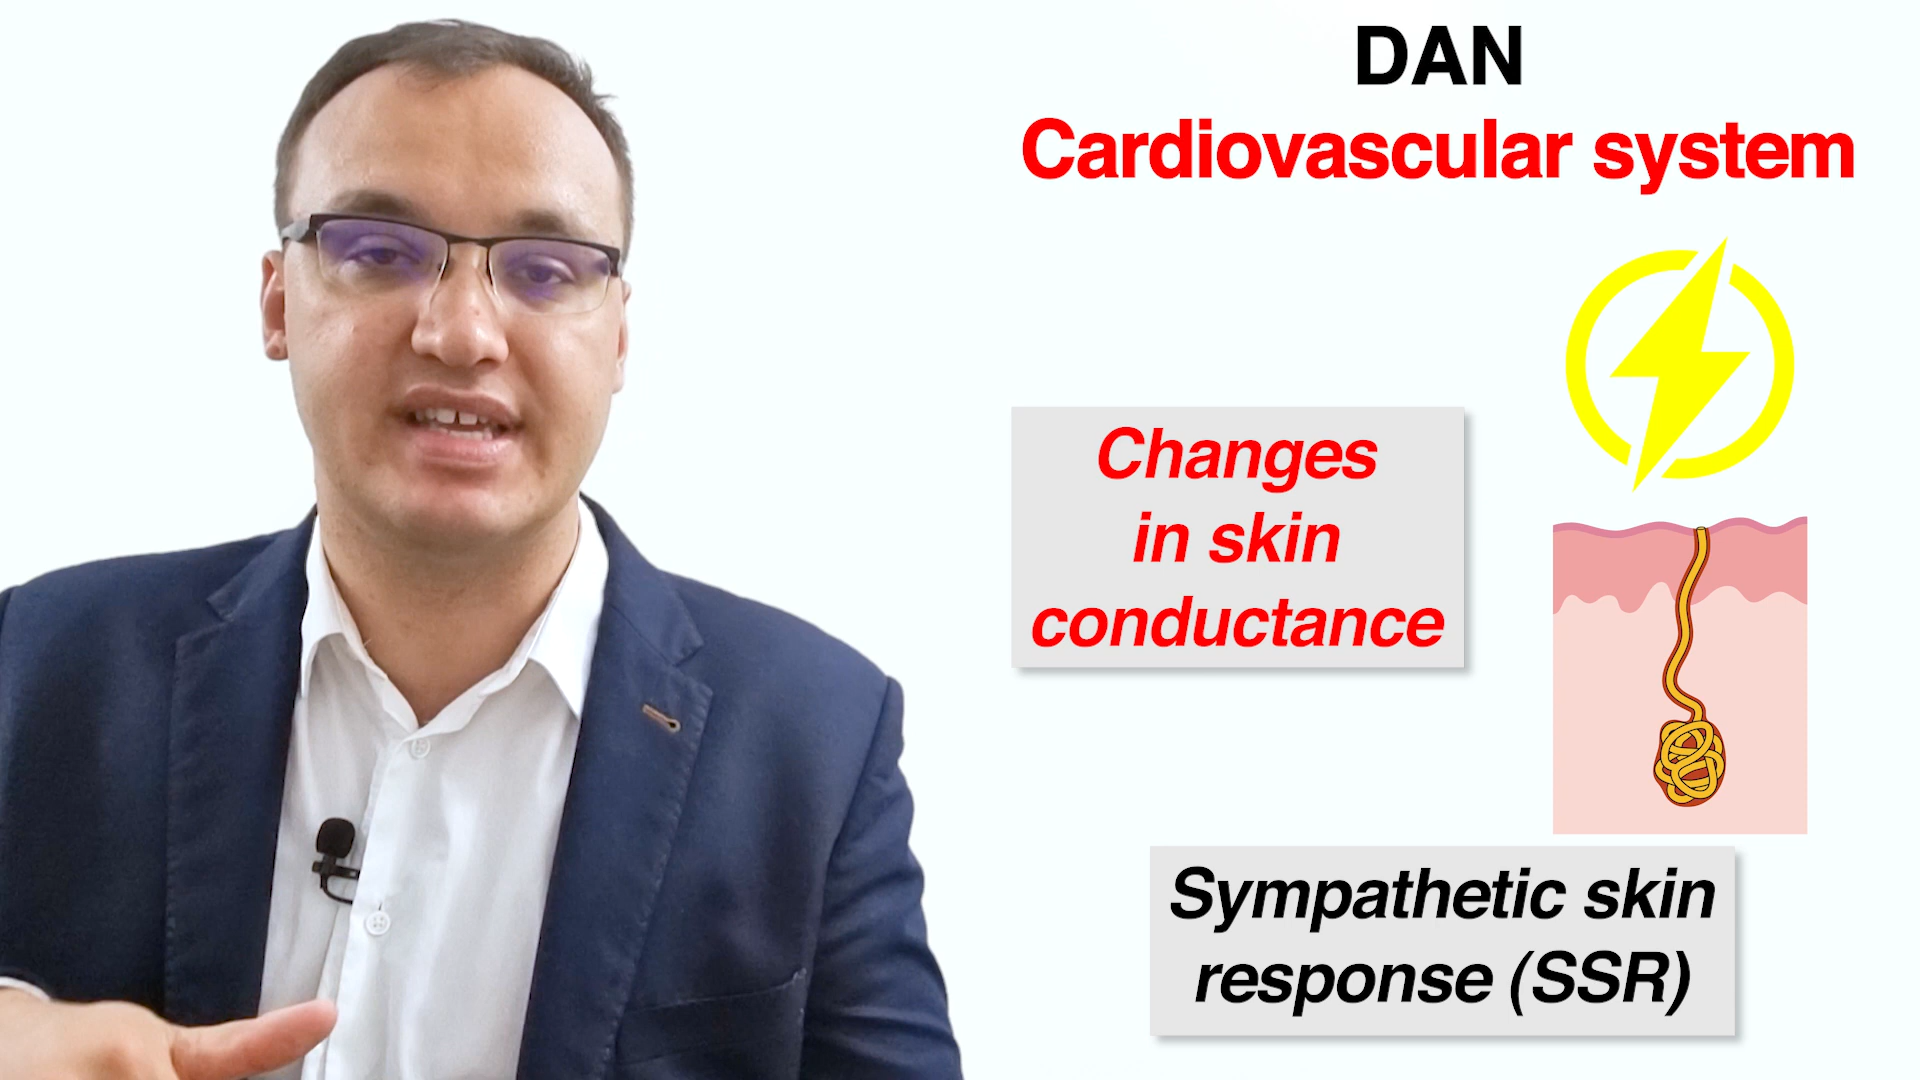 DAN
Cardiovascular system
Changes
in skin
conductance
Sympathetic skin
response (SSR)